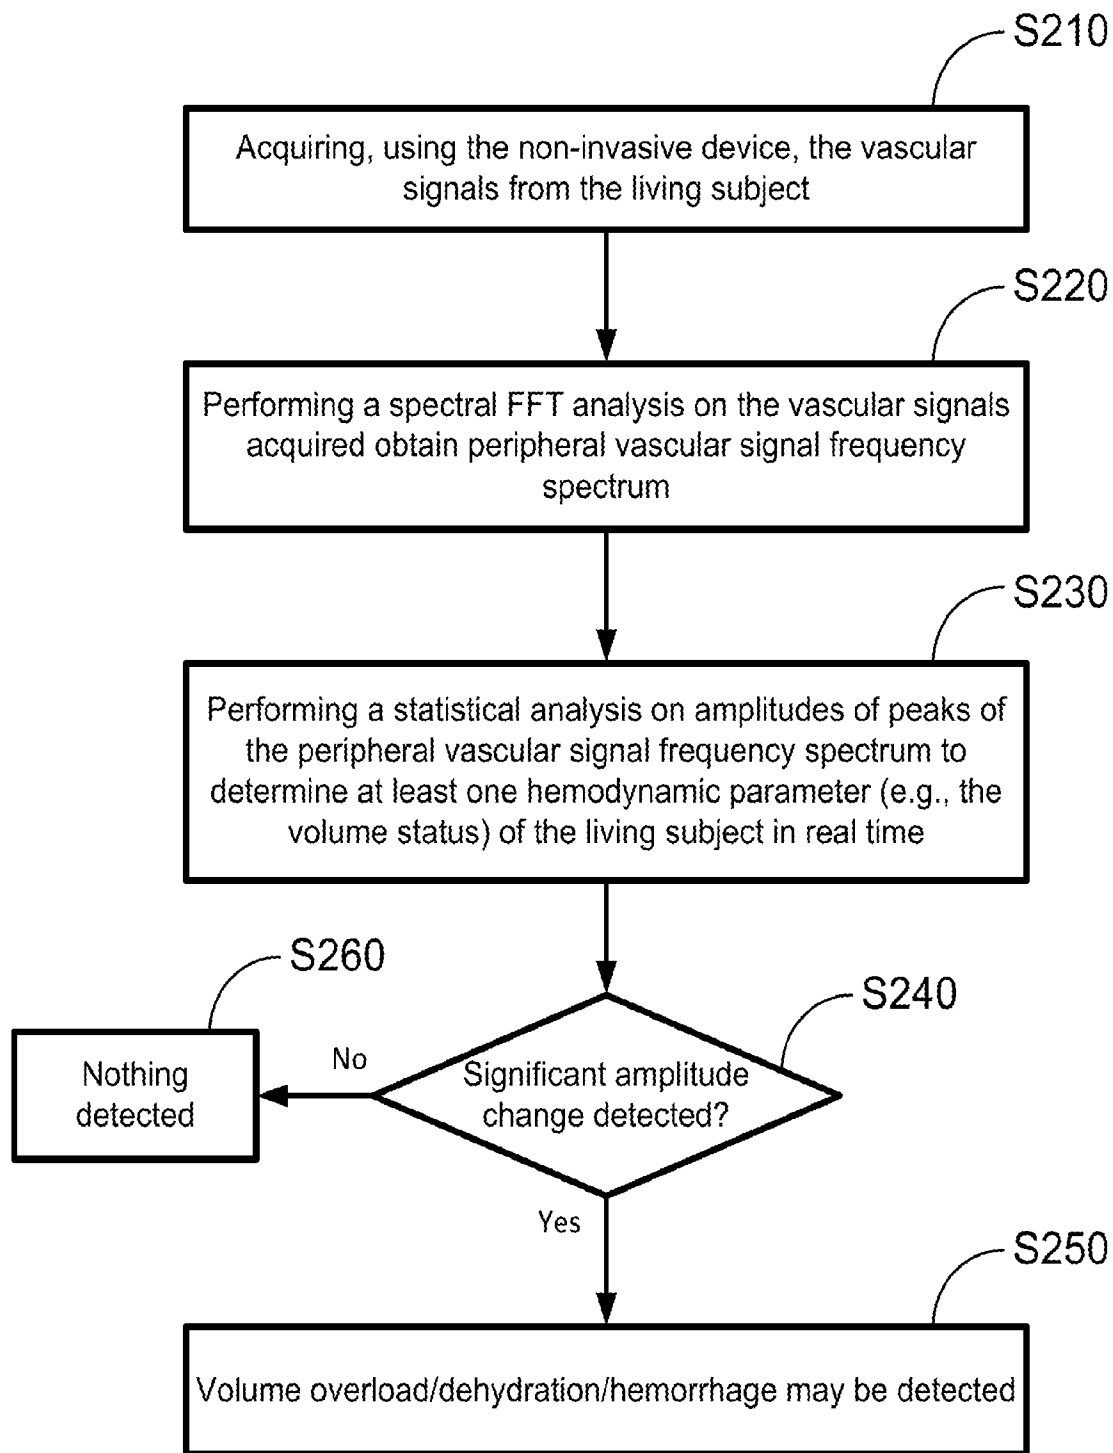 S210
Acquiring, using the non-invasive device, the vascular
signals from the living subject
S220
Performing a spectral FFT analysis on the vascular signals
acquired obtain peripheral vascular signal frequency
spectrum
S230
Performing a statistical analysis on amplitudes of peaks of
the peripheral vascular signal frequency spectrum to
determine at least one hemodynamic parameter (e.g., the
volume status) of the living subject in real time
S260
S240
Nothing
detected
No
Significant amplitude
change detected?
Yes
S250
Volume overload/dehydration/hemorrhage may be detected